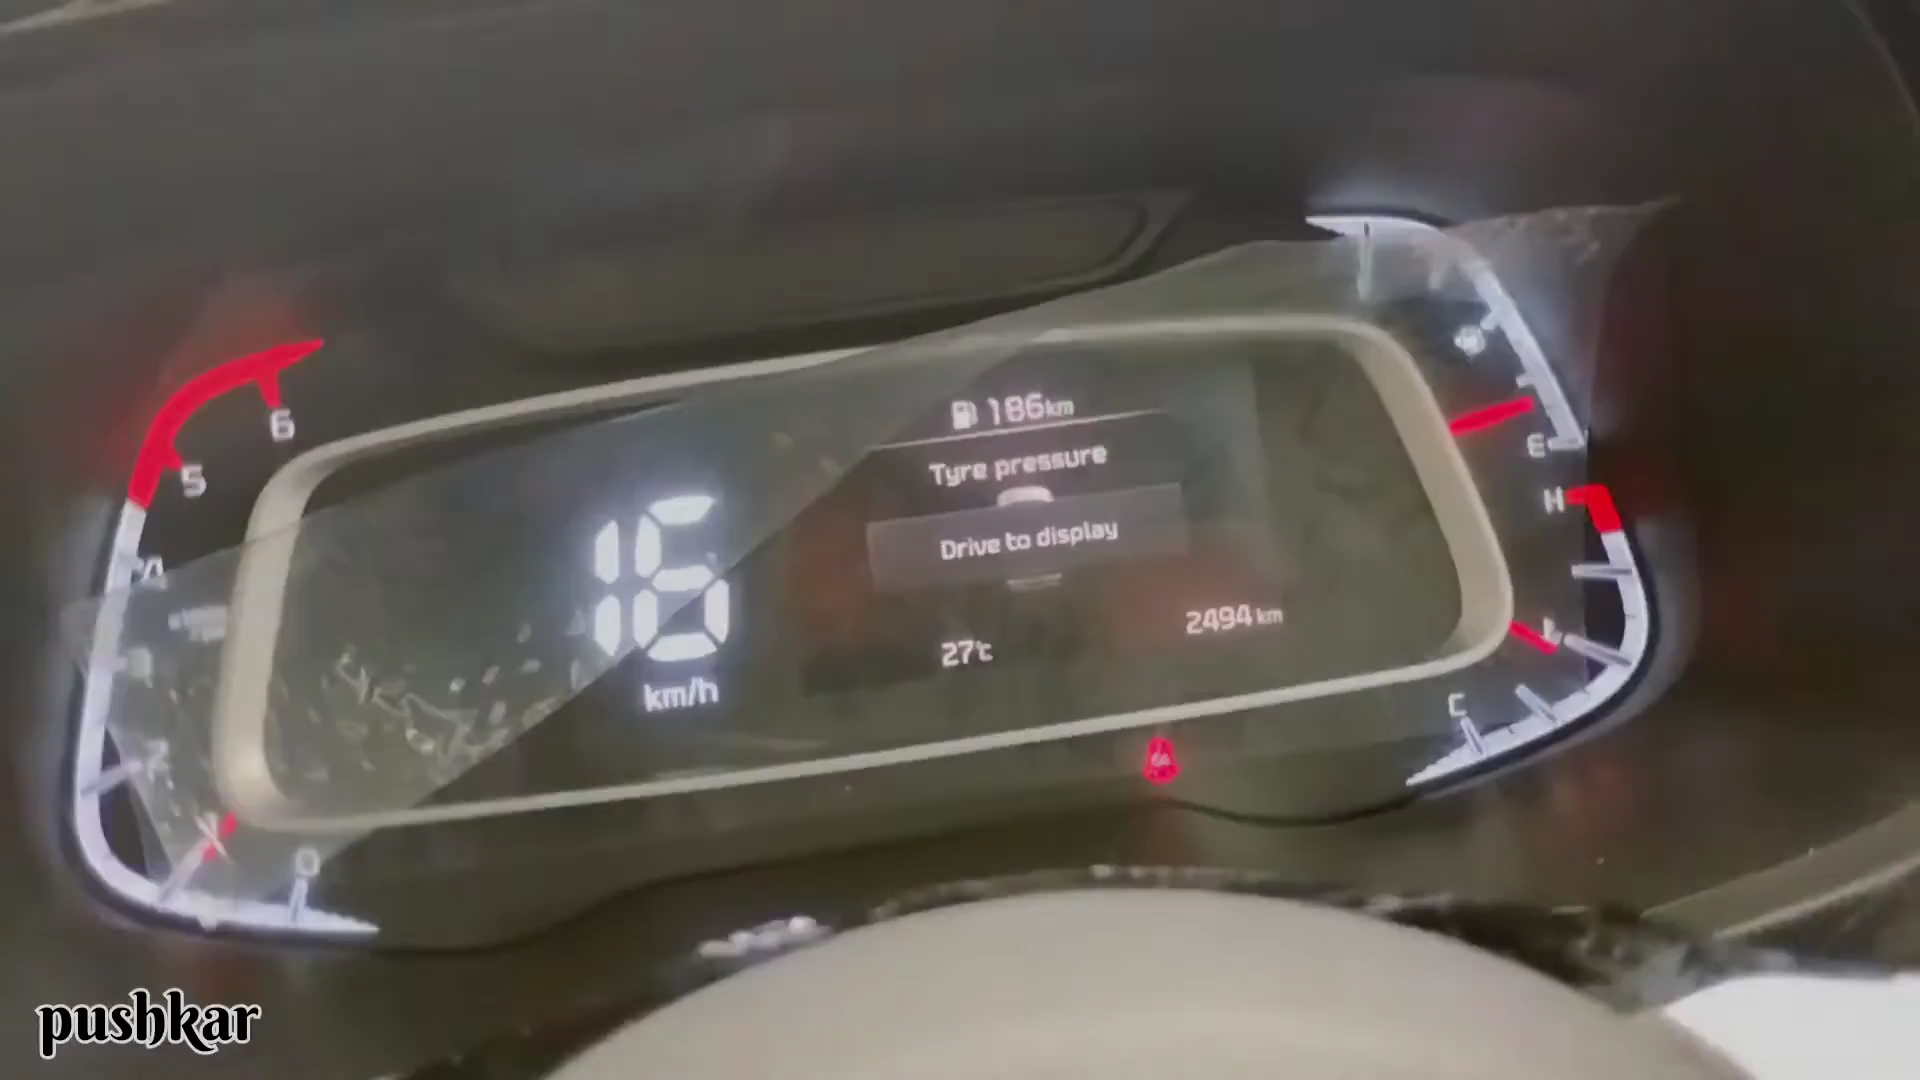 186km
Tyre pressure
Drive to display
16
km/h
27℃
2494 km
6
5
0
E
H
C
pushkar